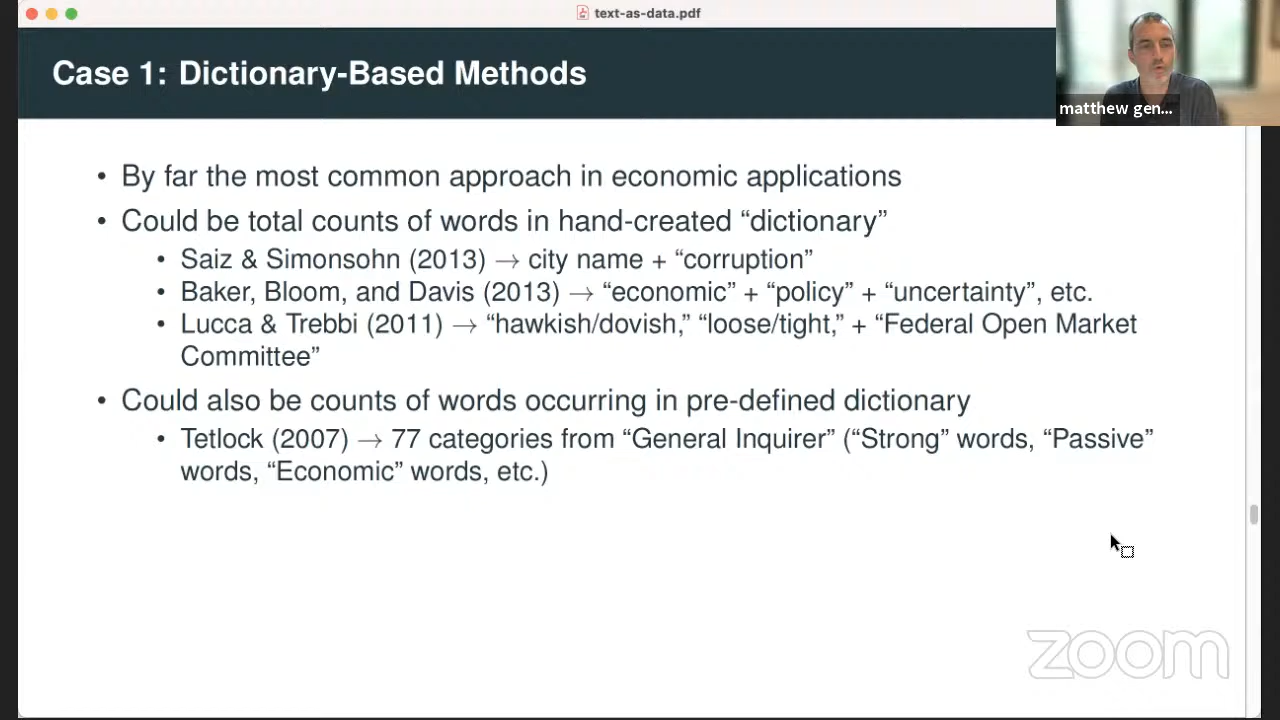 text-as-data.pdf
Case 1: Dictionary-Based Methods
matthew gen...
• By far the most common approach in economic applications
• Could be total counts of words in hand-created “dictionary”
• Saiz & Simonsohn (2013) → city name + “corruption”
• Baker, Bloom, and Davis (2013) → “economic” + “policy” + “uncertainty”, etc.
• Lucca & Trebbi (2011) → “hawkish/dovish,” “loose/tight,” + “Federal Open Market
Committee”
• Could also be counts of words occurring in pre-defined dictionary
• Tetlock (2007) → 77 categories from “General Inquirer” (“Strong” words, “Passive”
words, “Economic” words, etc.)
zoom